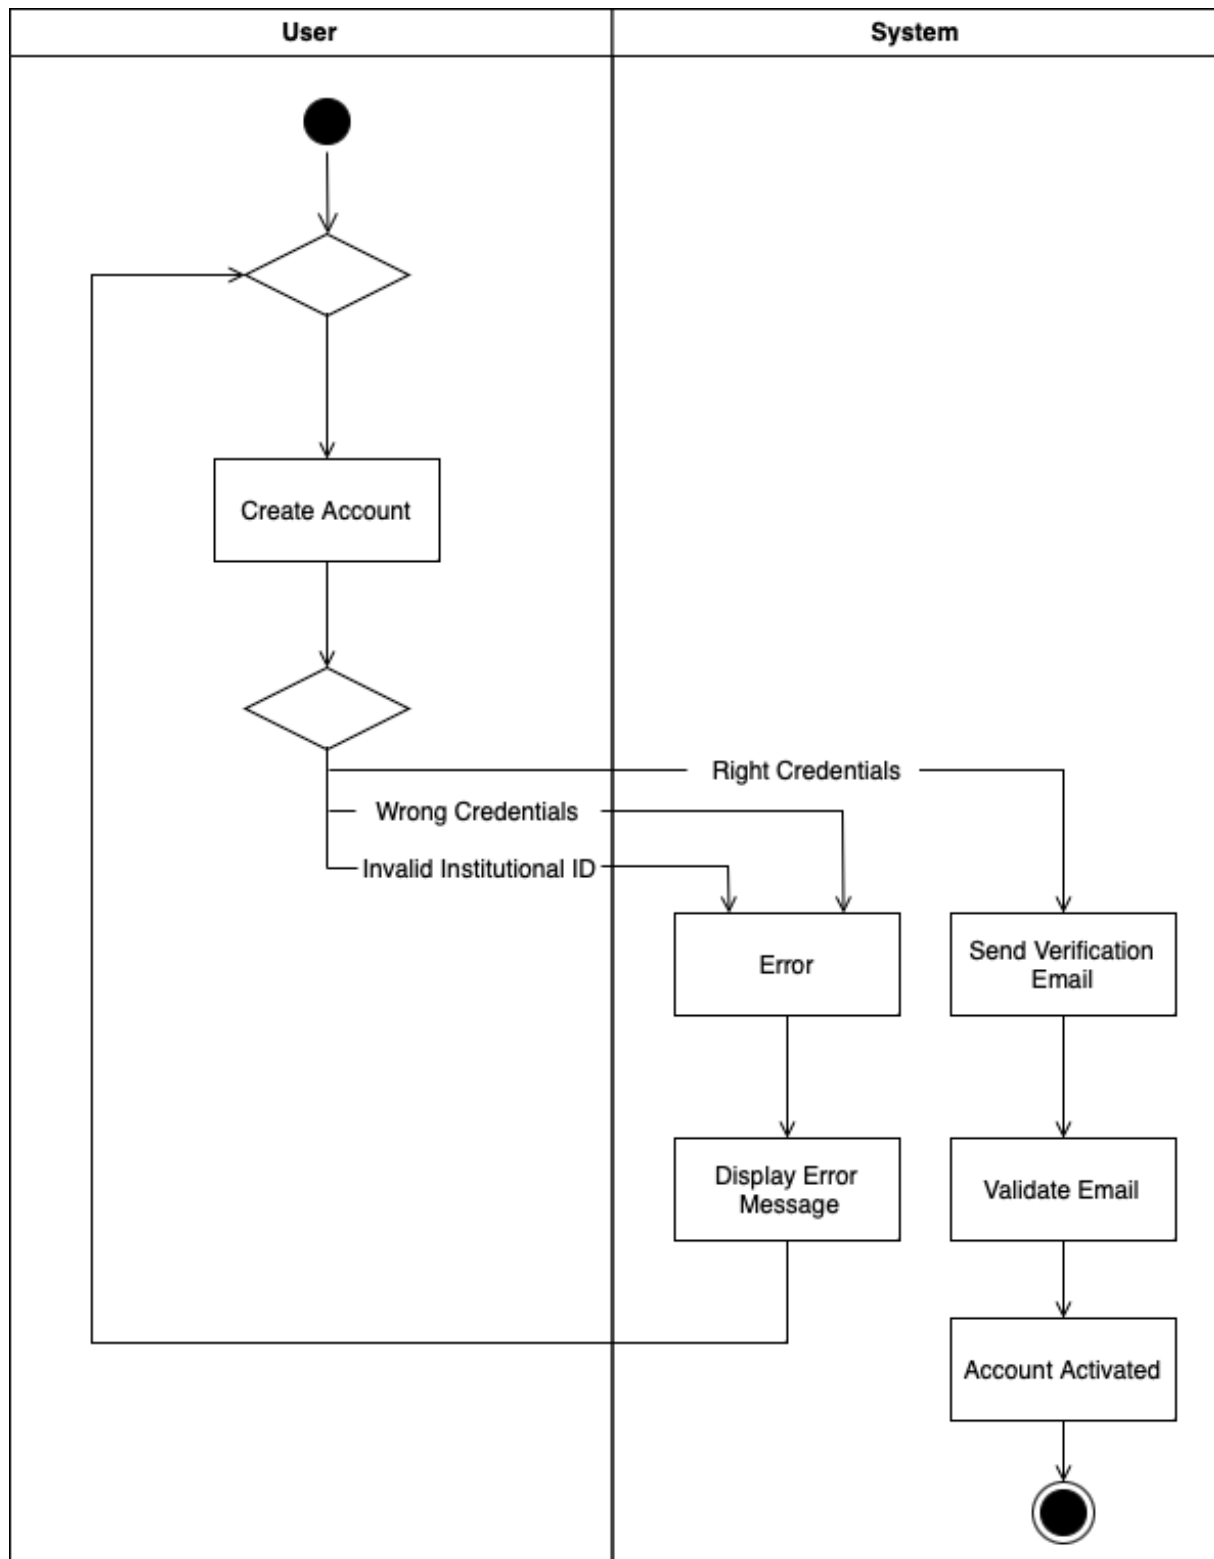 User
System
Create Account
Right Credentials
Wrong Credentials
Invalid Institutional ID
Error
Send Verification
Email
Display Error
Message
Validate Email
Account Activated